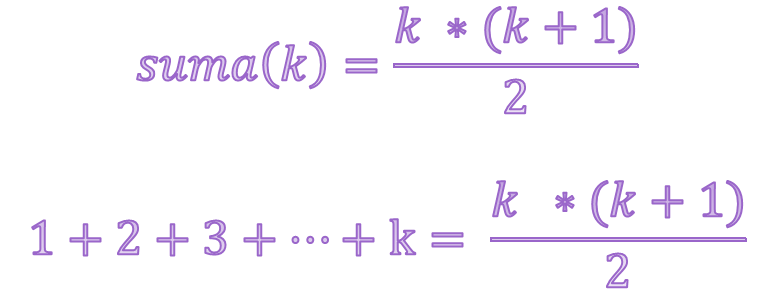 suma(k) = k * (k + 1) / 2
1 + 2 + 3 + ⋯ + k = k * (k + 1) / 2